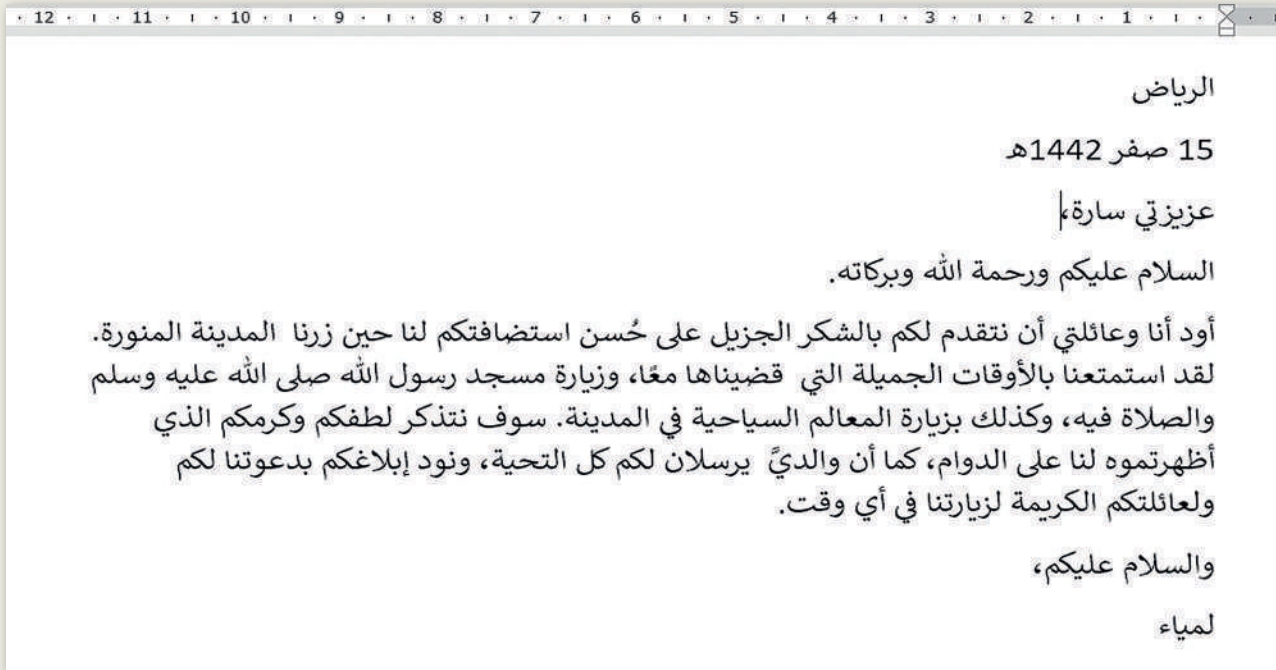 12 11 10 9 8 7 6 5 4 3 2 1
الرياض
15 صفر 1442هـ
عزيزتي سارة،
السلام عليكم ورحمة الله وبركاته.
أود أنا وعائلتي أن نتقدم لكم بالشكر الجزيل على حُسن استضافتكم لنا حين زرنا المدينة المنورة.
لقد استمتعنا بالأوقات الجميلة التي قضيناها معًا، وزيارة مسجد رسول الله صلى الله عليه وسلم
والصلاة فيه، وكذلك بزيارة المعالم السياحية في المدينة. سوف نتذكر لطفكم وكرمكم الذي
أظهرتموه لنا على الدوام، كما أن والديَّ يرسلان لكم كل التحية، ونود إبلاغكم بدعوتنا لكم
ولعائلتكم الكريمة لزيارتنا في أي وقت.
والسلام عليكم،
لمياء